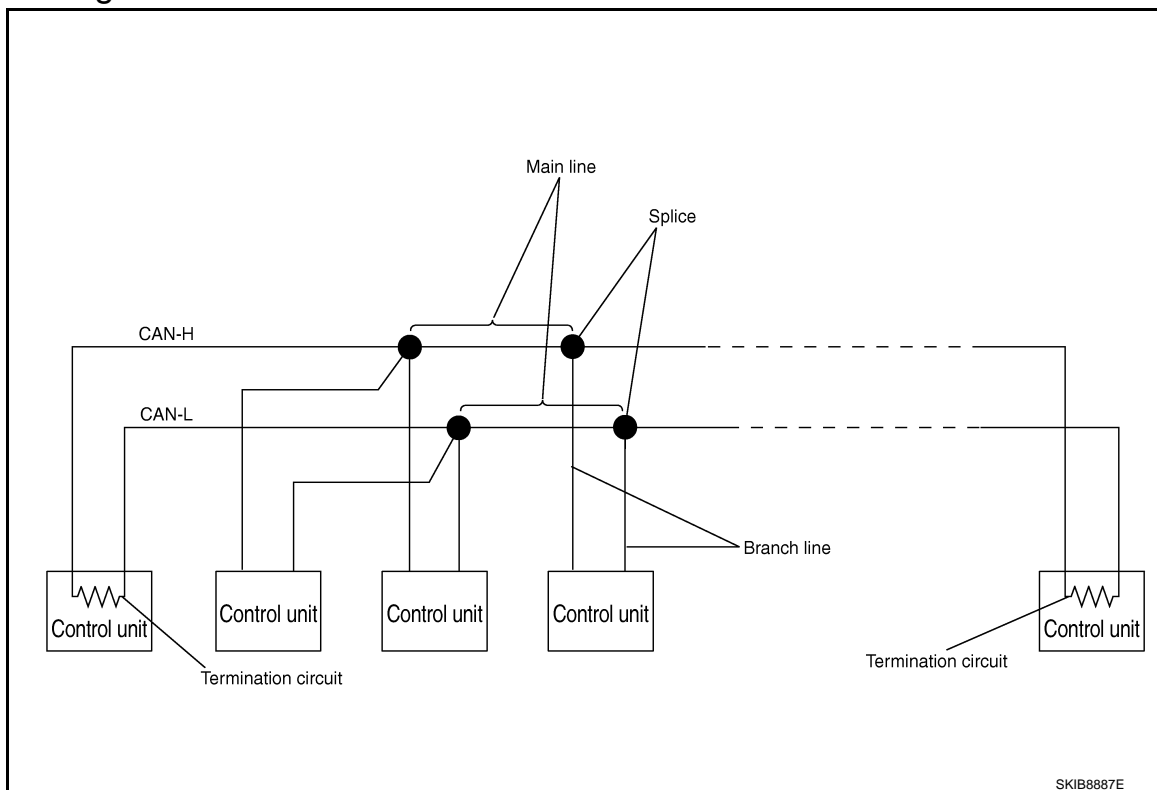 Main line
Splice
CAN-H
CAN-L
Branch line
Control unit
Control unit
Control unit
Control unit
Control unit
Termination circuit
Termination circuit
SKIB8887E